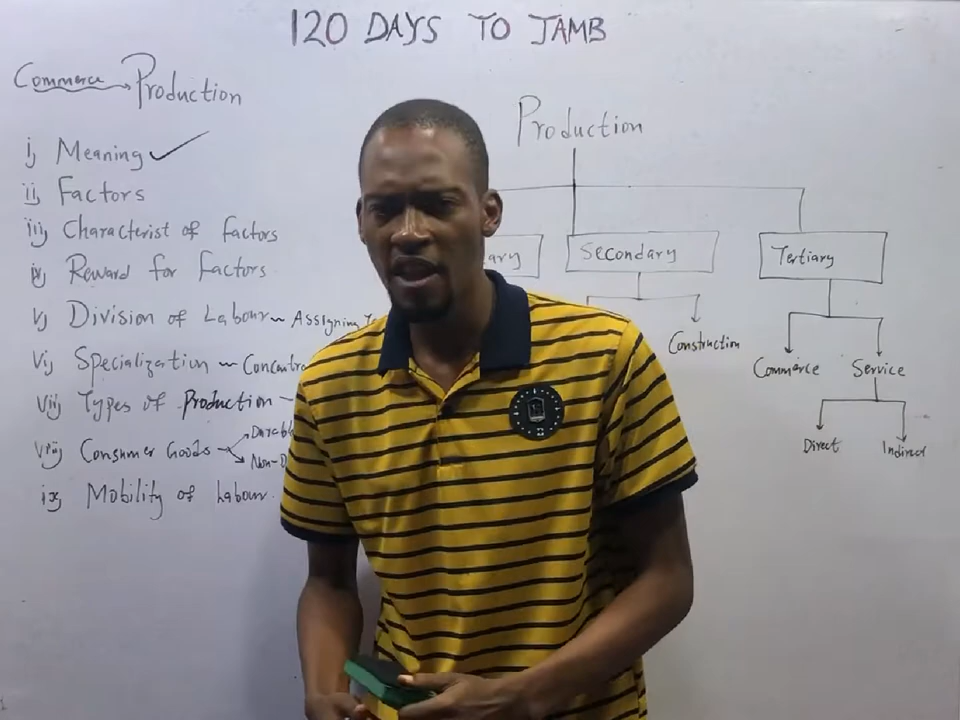 120 DAYS TO JAMB
Commerce → Production
i) Meaning ✓
ii) Factors
iii) Characterist of factors
iv) Reward for factors
v) Division of Labour ~ Assigning
vi) Specialization ~
vii) Types of Production ~
viii) Consumer Goods
ix) Mobility of labour.
Production
Secondary
Tertiary
Construction
Commerce
Service
Direct
Indirect